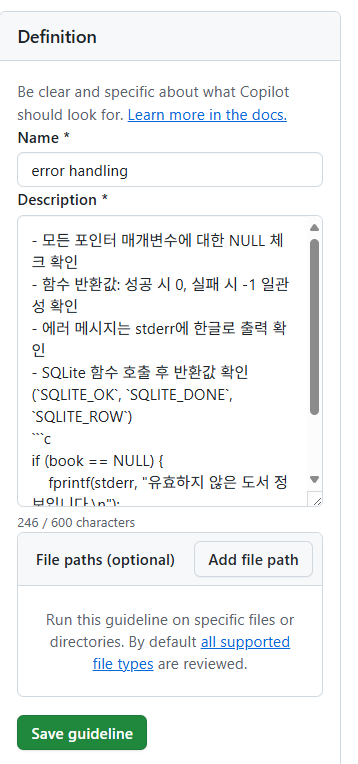 Definition
Be clear and specific about what Copilot
should look for. Learn more in the docs.
Name *
error handling
Description *
- 모든 포인터 매개변수에 대한 NULL 체
크 확인
- 함수 반환값: 성공 시 0, 실패 시 -1 일관
성 확인
- 에러 메시지는 stderr에 한글로 출력 확
인
- SQLite 함수 호출 후 반환값 확인
(`SQLITE_OK`, `SQLITE_DONE`,
`SQLITE_ROW`)
```c
if (book == NULL) {
    fprintf(stderr, "유효하지 않은 도서 정
보입니다.\n");
246 / 600 characters
File paths (optional)
Add file path
Run this guideline on specific files or
directories. By default all supported
file types are reviewed.
Save guideline